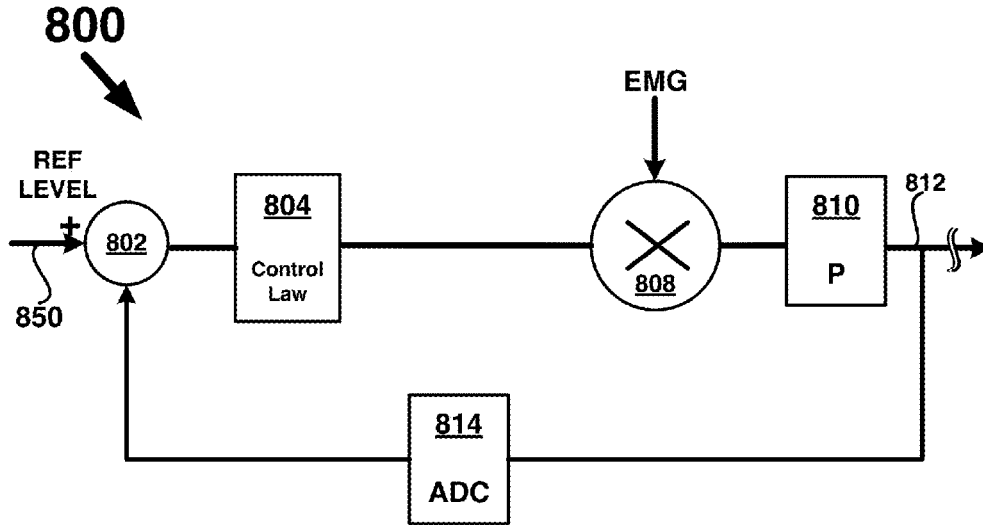 800
EMG
REF
LEVEL
+
802
850
804
Control
Law
808
810
P
812
814
ADC